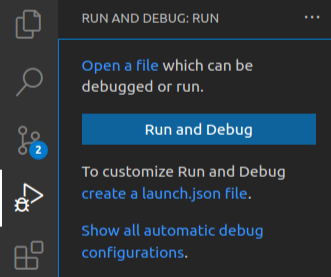 RUN AND DEBUG: RUN ···
Open a file which can be
debugged or run.
Run and Debug
2
To customize Run and Debug
create a launch.json file.
Show all automatic debug
configurations.